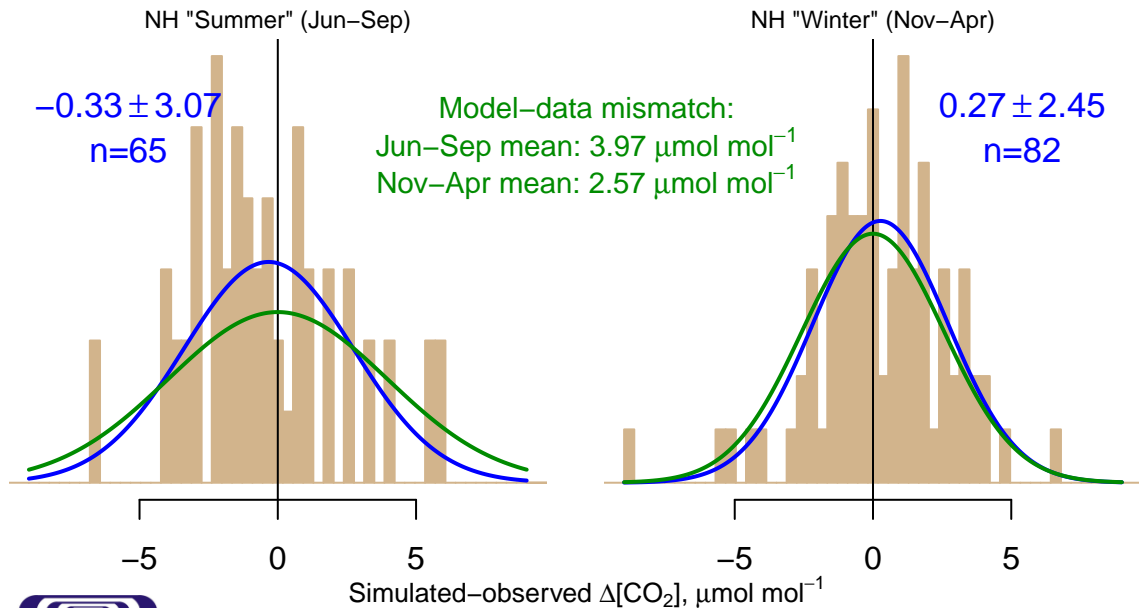 NH "Summer" (Jun−Sep)
NH "Winter" (Nov−Apr)
−0.33 ± 3.07
n=65
Model−data mismatch:
Jun−Sep mean: 3.97 μmol mol⁻¹
Nov−Apr mean: 2.57 μmol mol⁻¹
0.27 ± 2.45
n=82
−5 0 5
−5 0 5
Simulated−observed Δ[CO₂], μmol mol⁻¹